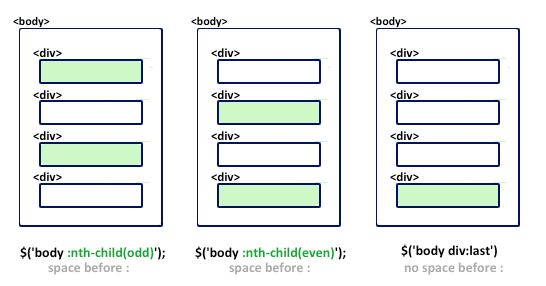 <body> <body> <body>
<div> <div> <div>
<div> <div> <div>
<div> <div> <div>
<div> <div> <div>
$('body :nth-child(odd)'); $('body :nth-child(even)'); $('body div:last')
space before : space before : no space before :